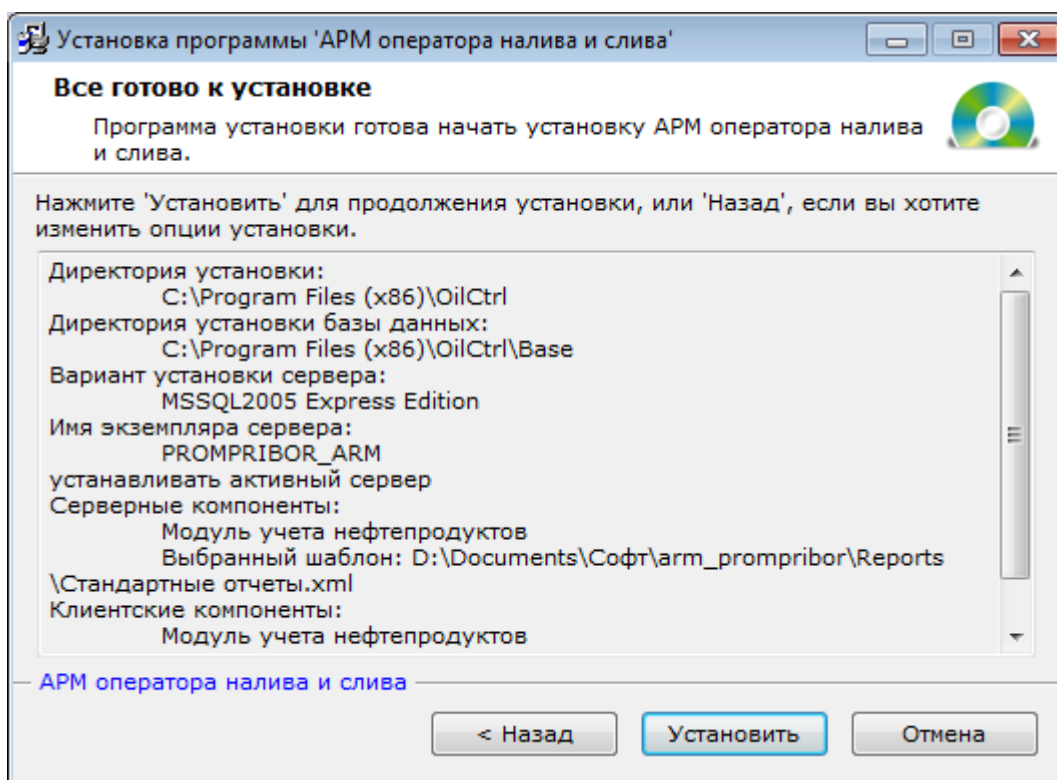 Установка программы 'АРМ оператора налива и слива'
Все готово к установке
Программа установки готова начать установку АРМ оператора налива
и слива.
Нажмите 'Установить' для продолжения установки, или 'Назад', если вы хотите
изменить опции установки.
Директория установки:
C:\Program Files (x86)\OilCtrl
Директория установки базы данных:
C:\Program Files (x86)\OilCtrl\Base
Вариант установки сервера:
MSSQL2005 Express Edition
Имя экземпляра сервера:
PROMPRIBOR_ARM
устанавливать активный сервер
Серверные компоненты:
Модуль учета нефтепродуктов
Выбранный шаблон: D:\Documents\Софт\arm_prompribor\Reports
\Стандартные отчеты.xml
Клиентские компоненты:
Модуль учета нефтепродуктов
АРМ оператора налива и слива
< Назад
Установить
Отмена